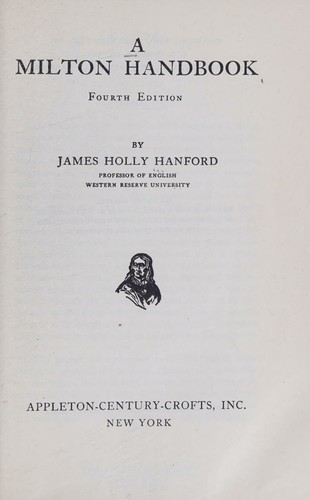 A
MILTON HANDBOOK
FOURTH EDITION
BY
JAMES HOLLY HANFORD
PROFESSOR OF ENGLISH
WESTERN RESERVE UNIVERSITY
APPLETON-CENTURY-CROFTS, INC.
NEW YORK